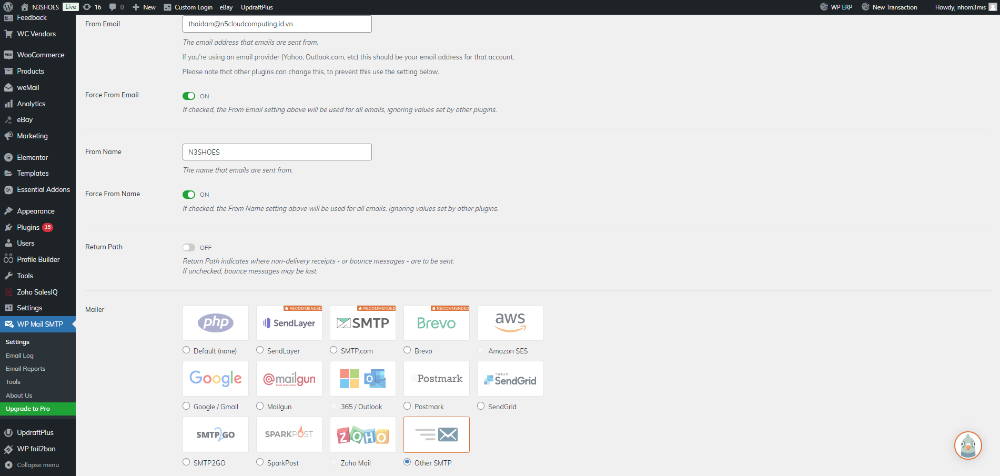 N3SHOES Live 16 0 New Custom Login eBay UpdraftPlus WP ERP New Transaction Howdy, nhom3mis
Feedback
WC Vendors
WooCommerce
Products
weMail
Analytics
eBay
Marketing
Elementor
Templates
Essential Addons
Appearance
Plugins 15
Users
Profile Builder
Tools
Zoho SalesIQ
Settings
WP Mail SMTP
Settings
Email Log
Email Reports
Tools
About Us
Upgrade to Pro
UpdraftPlus
WP fail2ban
Collapse menu
From Email
thaidam@n5cloudcomputing.id.vn
The email address that emails are sent from.
If you're using an email provider (Yahoo, Outlook.com, etc) this should be your email address for that account.
Please note that other plugins can change this, to prevent this use the setting below.
Force From Email
ON
If checked, the From Email setting above will be used for all emails, ignoring values set by other plugins.
From Name
N3SHOES
The name that emails are sent from.
Force From Name
ON
If checked, the From Name setting above will be used for all emails, ignoring values set by other plugins.
Return Path
OFF
Return Path indicates where non-delivery receipts - or bounce messages - are to be sent.
If unchecked, bounce messages may be lost.
Mailer
RECOMMENDED RECOMMENDED RECOMMENDED
php SendLayer SMTP Brevo aws
Default (none) SendLayer SMTP.com Brevo Amazon SES
Google @mailgun Email Automation O Postmark TWILIO SendGrid
Google / Gmail Mailgun 365 / Outlook Postmark SendGrid
SMTP2GO SPARKPOST ZOHO
SMTP2GO SparkPost Zoho Mail Other SMTP